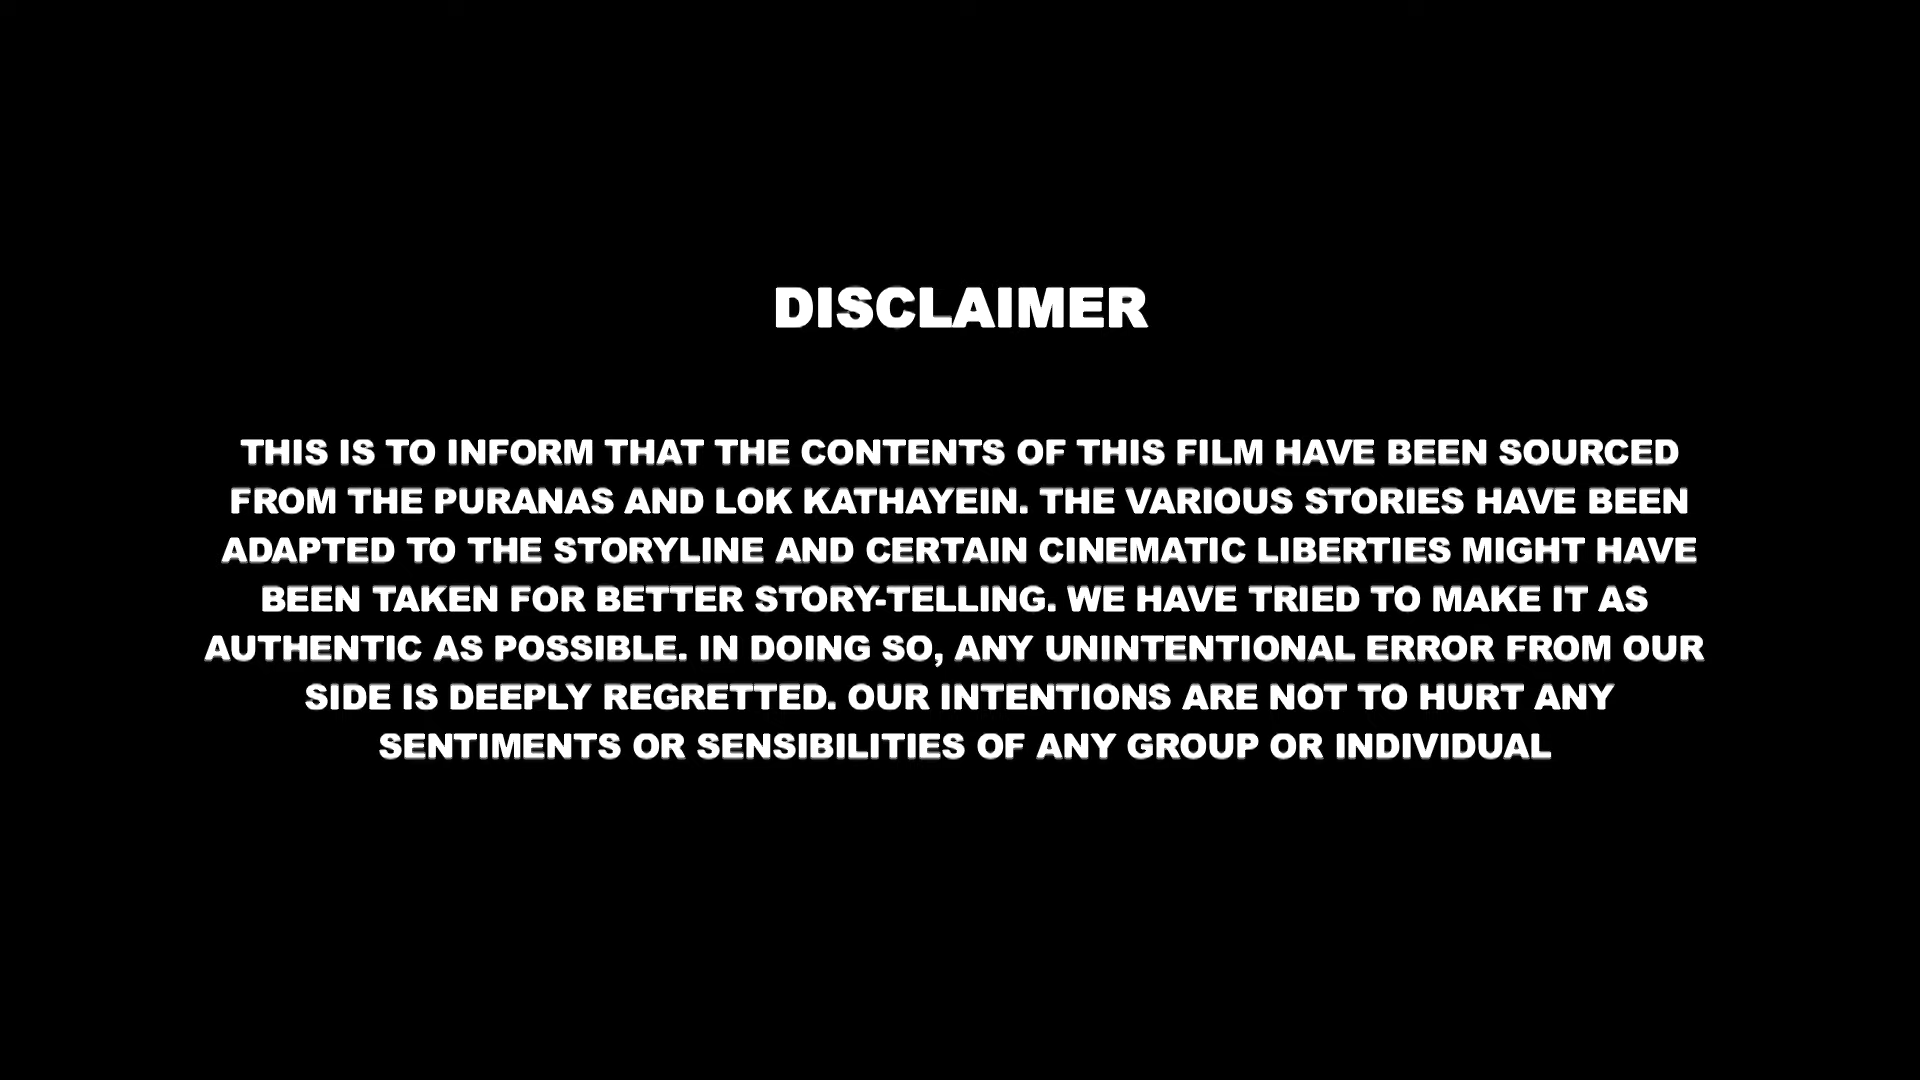 DISCLAIMER
THIS IS TO INFORM THAT THE CONTENTS OF THIS FILM HAVE BEEN SOURCED
FROM THE PURANAS AND LOK KATHAYEIN. THE VARIOUS STORIES HAVE BEEN
ADAPTED TO THE STORYLINE AND CERTAIN CINEMATIC LIBERTIES MIGHT HAVE
BEEN TAKEN FOR BETTER STORY-TELLING. WE HAVE TRIED TO MAKE IT AS
AUTHENTIC AS POSSIBLE. IN DOING SO, ANY UNINTENTIONAL ERROR FROM OUR
SIDE IS DEEPLY REGRETTED. OUR INTENTIONS ARE NOT TO HURT ANY
SENTIMENTS OR SENSIBILITIES OF ANY GROUP OR INDIVIDUAL